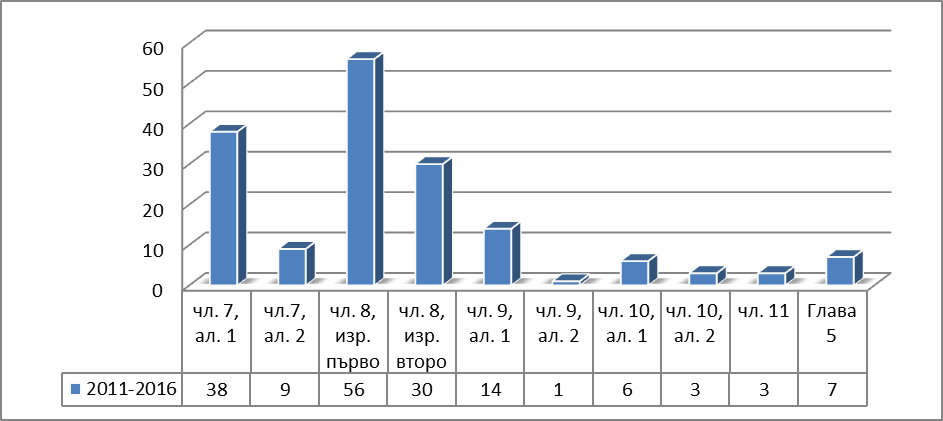 60
50
40
30
20
10
0
чл. 7, чл.7, чл. 8, чл. 8, чл. 9, чл. 9, чл. 10, чл. 10, чл. 11 Глава
ал. 1 ал. 2 изр. изр. ал. 1 ал. 2 ал. 1 ал. 2 5
първо второ
2011-2016 38 9 56 30 14 1 6 3 3 7